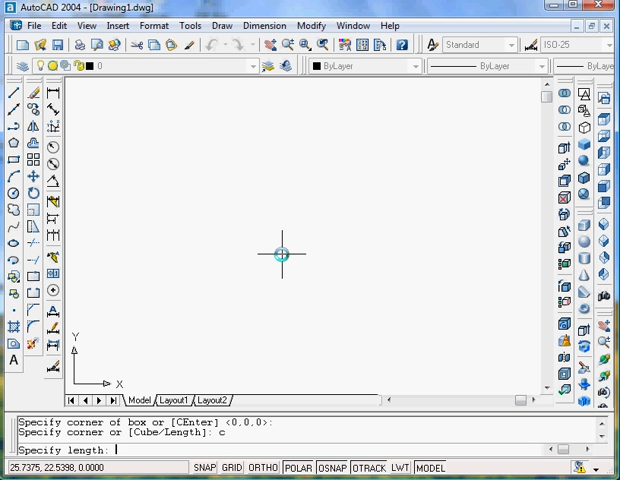 AutoCAD 2004 - [Drawing1.dwg]
File Edit View Insert Format Tools Draw Dimension Modify Window Help
Standard ISO-25
0 ByLayer ByLayer ByLaye
Y
X
Model Layout1 Layout2
Specify corner of box or [CEnter] <0,0,0>:
Specify corner or [Cube/Length]: c
Specify length:
25.7375, 22.5398, 0.0000 SNAP GRID ORTHO POLAR OSNAP OTRACK LWT MODEL